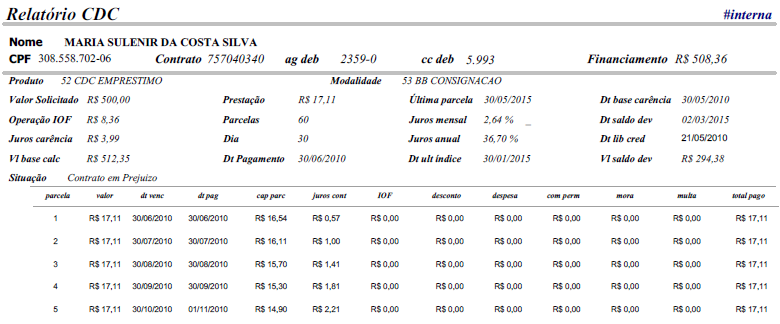 Relatório CDC #interna
Nome MARIA SULENIR DA COSTA SILVA
CPF 308.558.702-06 Contrato 757040340 ag deb 2359-0 cc deb 5.993 Financiamento R$ 508,36
Produto 52 CDC EMPRESTIMO Modalidade 53 BB CONSIGNACAO
Valor Solicitado R$ 500,00 Prestação R$ 17,11 Última parcela 30/05/2015 Dt base carência 30/05/2010
Operação IOF R$ 8,36 Parcelas 60 Juros mensal 2,64 % _ Dt saldo dev 02/03/2015
Juros carência R$ 3,99 Dia 30 Juros anual 36,70 % Dt lib cred 21/05/2010
Vl base calc R$ 512,35 Dt Pagamento 30/06/2010 Dt ult indice 30/01/2015 Vl saldo dev R$ 294,38
Situação Contrato em Prejuizo
parcela valor dt venc dt pag cap parc juros cont IOF desconto despesa com perm mora multa total pago
1 R$ 17,11 30/06/2010 30/06/2010 R$ 16,54 R$ 0,57 R$ 0,00 R$ 0,00 R$ 0,00 R$ 0,00 R$ 0,00 R$ 0,00 R$ 17,11
2 R$ 17,11 30/07/2010 30/07/2010 R$ 16,11 R$ 1,00 R$ 0,00 R$ 0,00 R$ 0,00 R$ 0,00 R$ 0,00 R$ 0,00 R$ 17,11
3 R$ 17,11 30/08/2010 30/08/2010 R$ 15,70 R$ 1,41 R$ 0,00 R$ 0,00 R$ 0,00 R$ 0,00 R$ 0,00 R$ 0,00 R$ 17,11
4 R$ 17,11 30/09/2010 30/09/2010 R$ 15,30 R$ 1,81 R$ 0,00 R$ 0,00 R$ 0,00 R$ 0,00 R$ 0,00 R$ 0,00 R$ 17,11
5 R$ 17,11 30/10/2010 01/11/2010 R$ 14,90 R$ 2,21 R$ 0,00 R$ 0,00 R$ 0,00 R$ 0,00 R$ 0,00 R$ 0,00 R$ 17,11